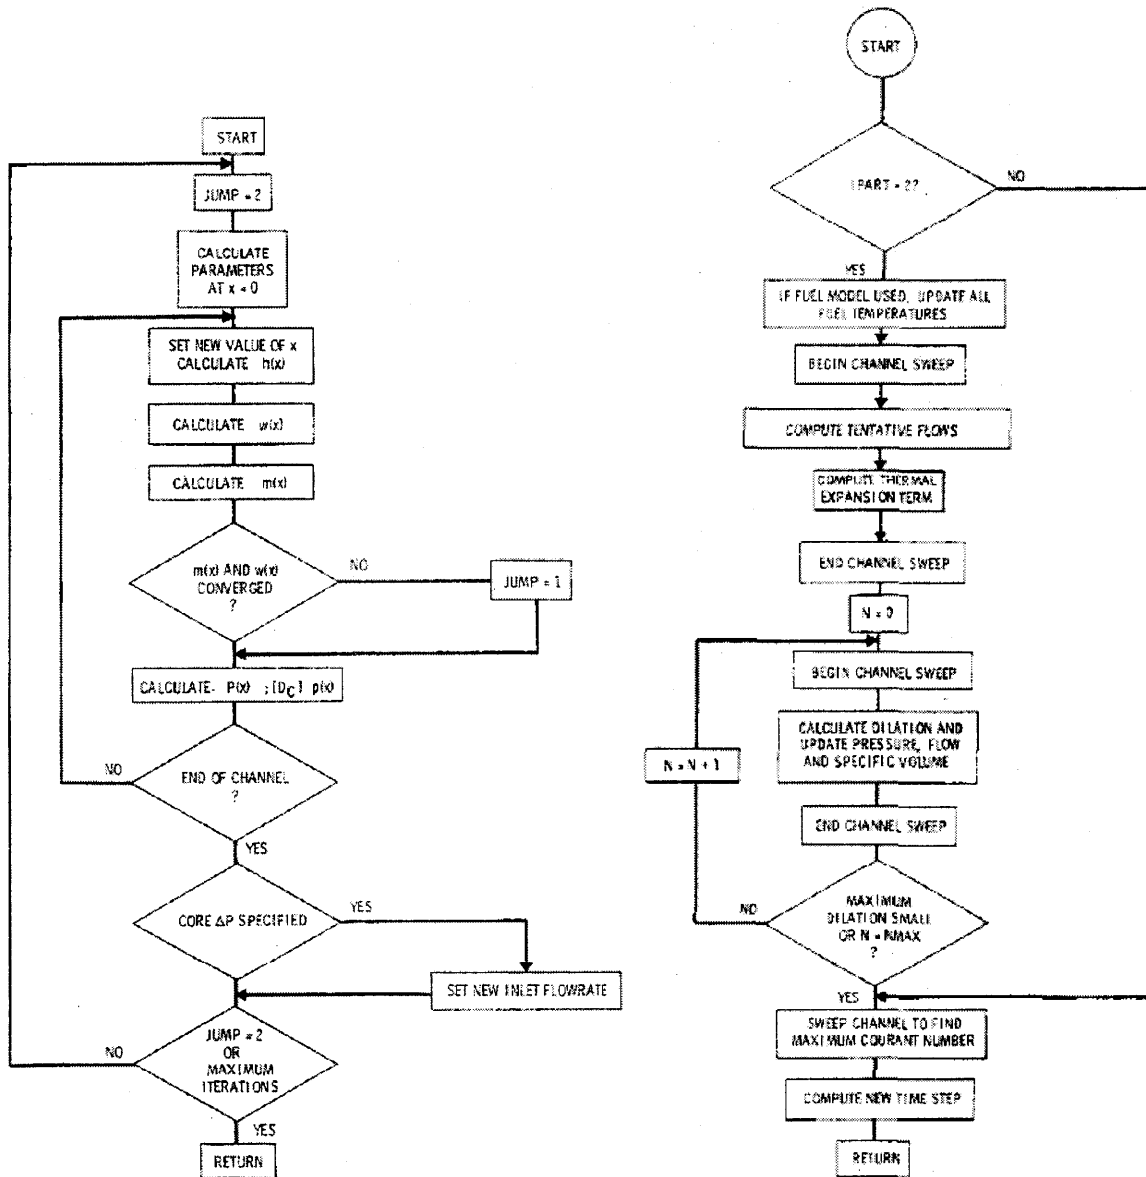 START
JUMP = 2
CALCULATE
PARAMETERS
AT x = 0
SET NEW VALUE OF x
CALCULATE h(x)
CALCULATE w(x)
CALCULATE m(x)
m(x) AND w(x)
CONVERGED
?
NO
JUMP = 1
CALCULATE- P(x) ; [DC] p(x)
END OF CHANNEL
?
NO
YES
CORE ΔP SPECIFIED
YES
SET NEW INLET FLOWRATE
JUMP = 2
OR
MAXIMUM
ITERATIONS
NO
YES
RETURN
START
IPART = 2?
NO
YES
IF FUEL MODEL USED, UPDATE ALL
FUEL TEMPERATURES
BEGIN CHANNEL SWEEP
COMPUTE TENTATIVE FLOWS
COMPUTE THERMAL
EXPANSION TERM
END CHANNEL SWEEP
N = 0
BEGIN CHANNEL SWEEP
CALCULATE DILATION AND
UPDATE PRESSURE, FLOW
AND SPECIFIC VOLUME
N = N + 1
END CHANNEL SWEEP
MAXIMUM
DILATION SMALL
OR N = NMAX
?
NO
YES
SWEEP CHANNEL TO FIND
MAXIMUM COURANT NUMBER
COMPUTE NEW TIME STEP
RETURN